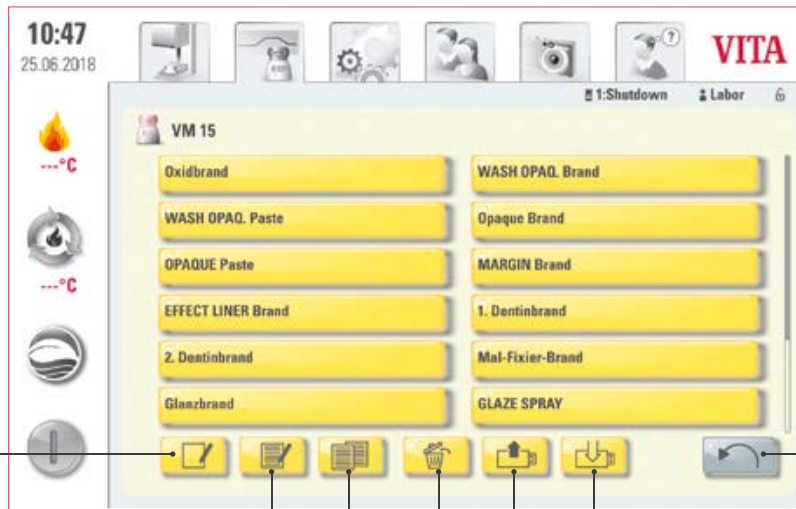 10:47
25.06.2018
?
VITA
1:Shutdown Labor
VM 15
---°C
---°C
Oxidbrand WASH OPAQ. Brand
WASH OPAQ. Paste Opaque Brand
OPAQUE Paste MARGIN Brand
EFFECT LINER Brand 1. Dentinbrand
2. Dentinbrand Mal-Fixier-Brand
Glanzbrand GLAZE SPRAY